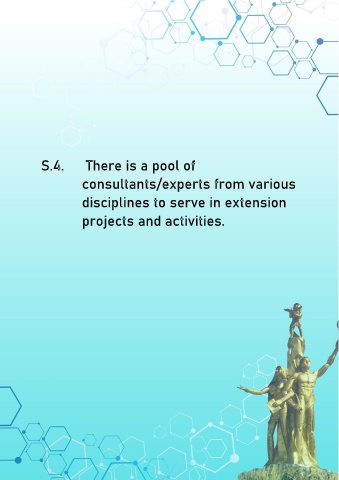 S.4. There is a pool of
consultants/experts from various
disciplines to serve in extension
projects and activities.